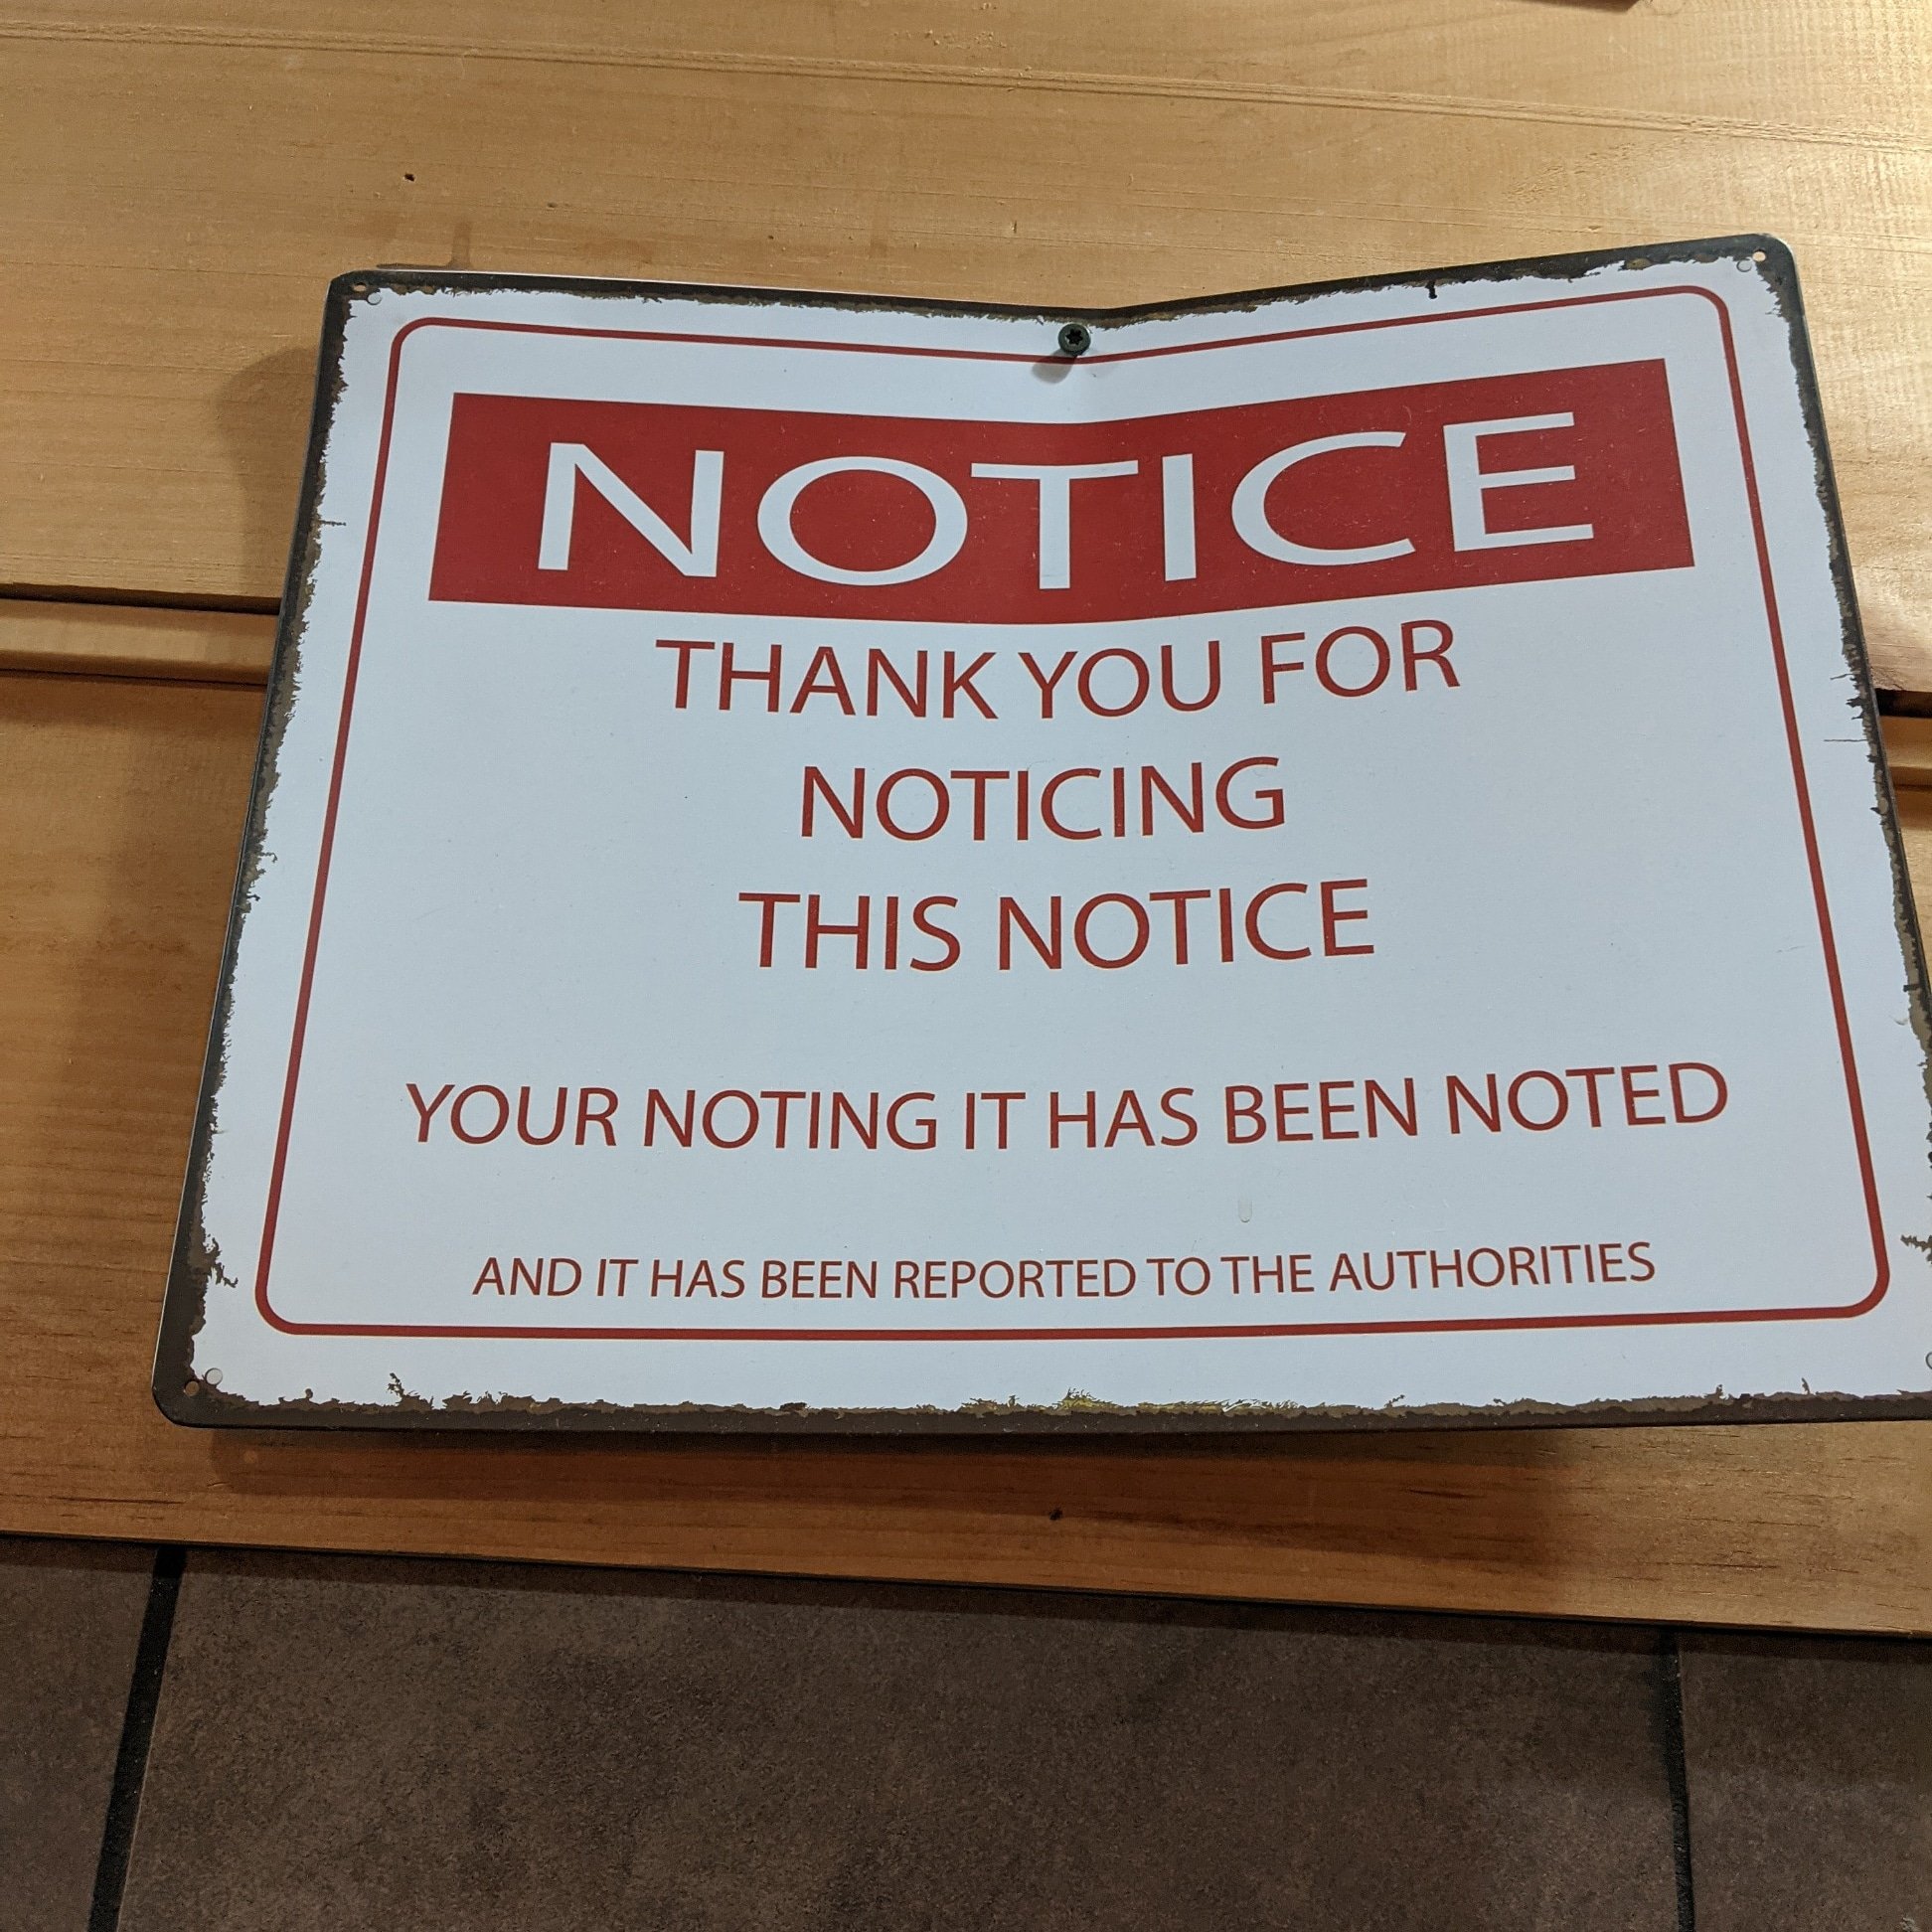 NOTICE
THANK YOU FOR
NOTICING
THIS NOTICE
YOUR NOTING IT HAS BEEN NOTED
AND IT HAS BEEN REPORTED TO THE AUTHORITIES